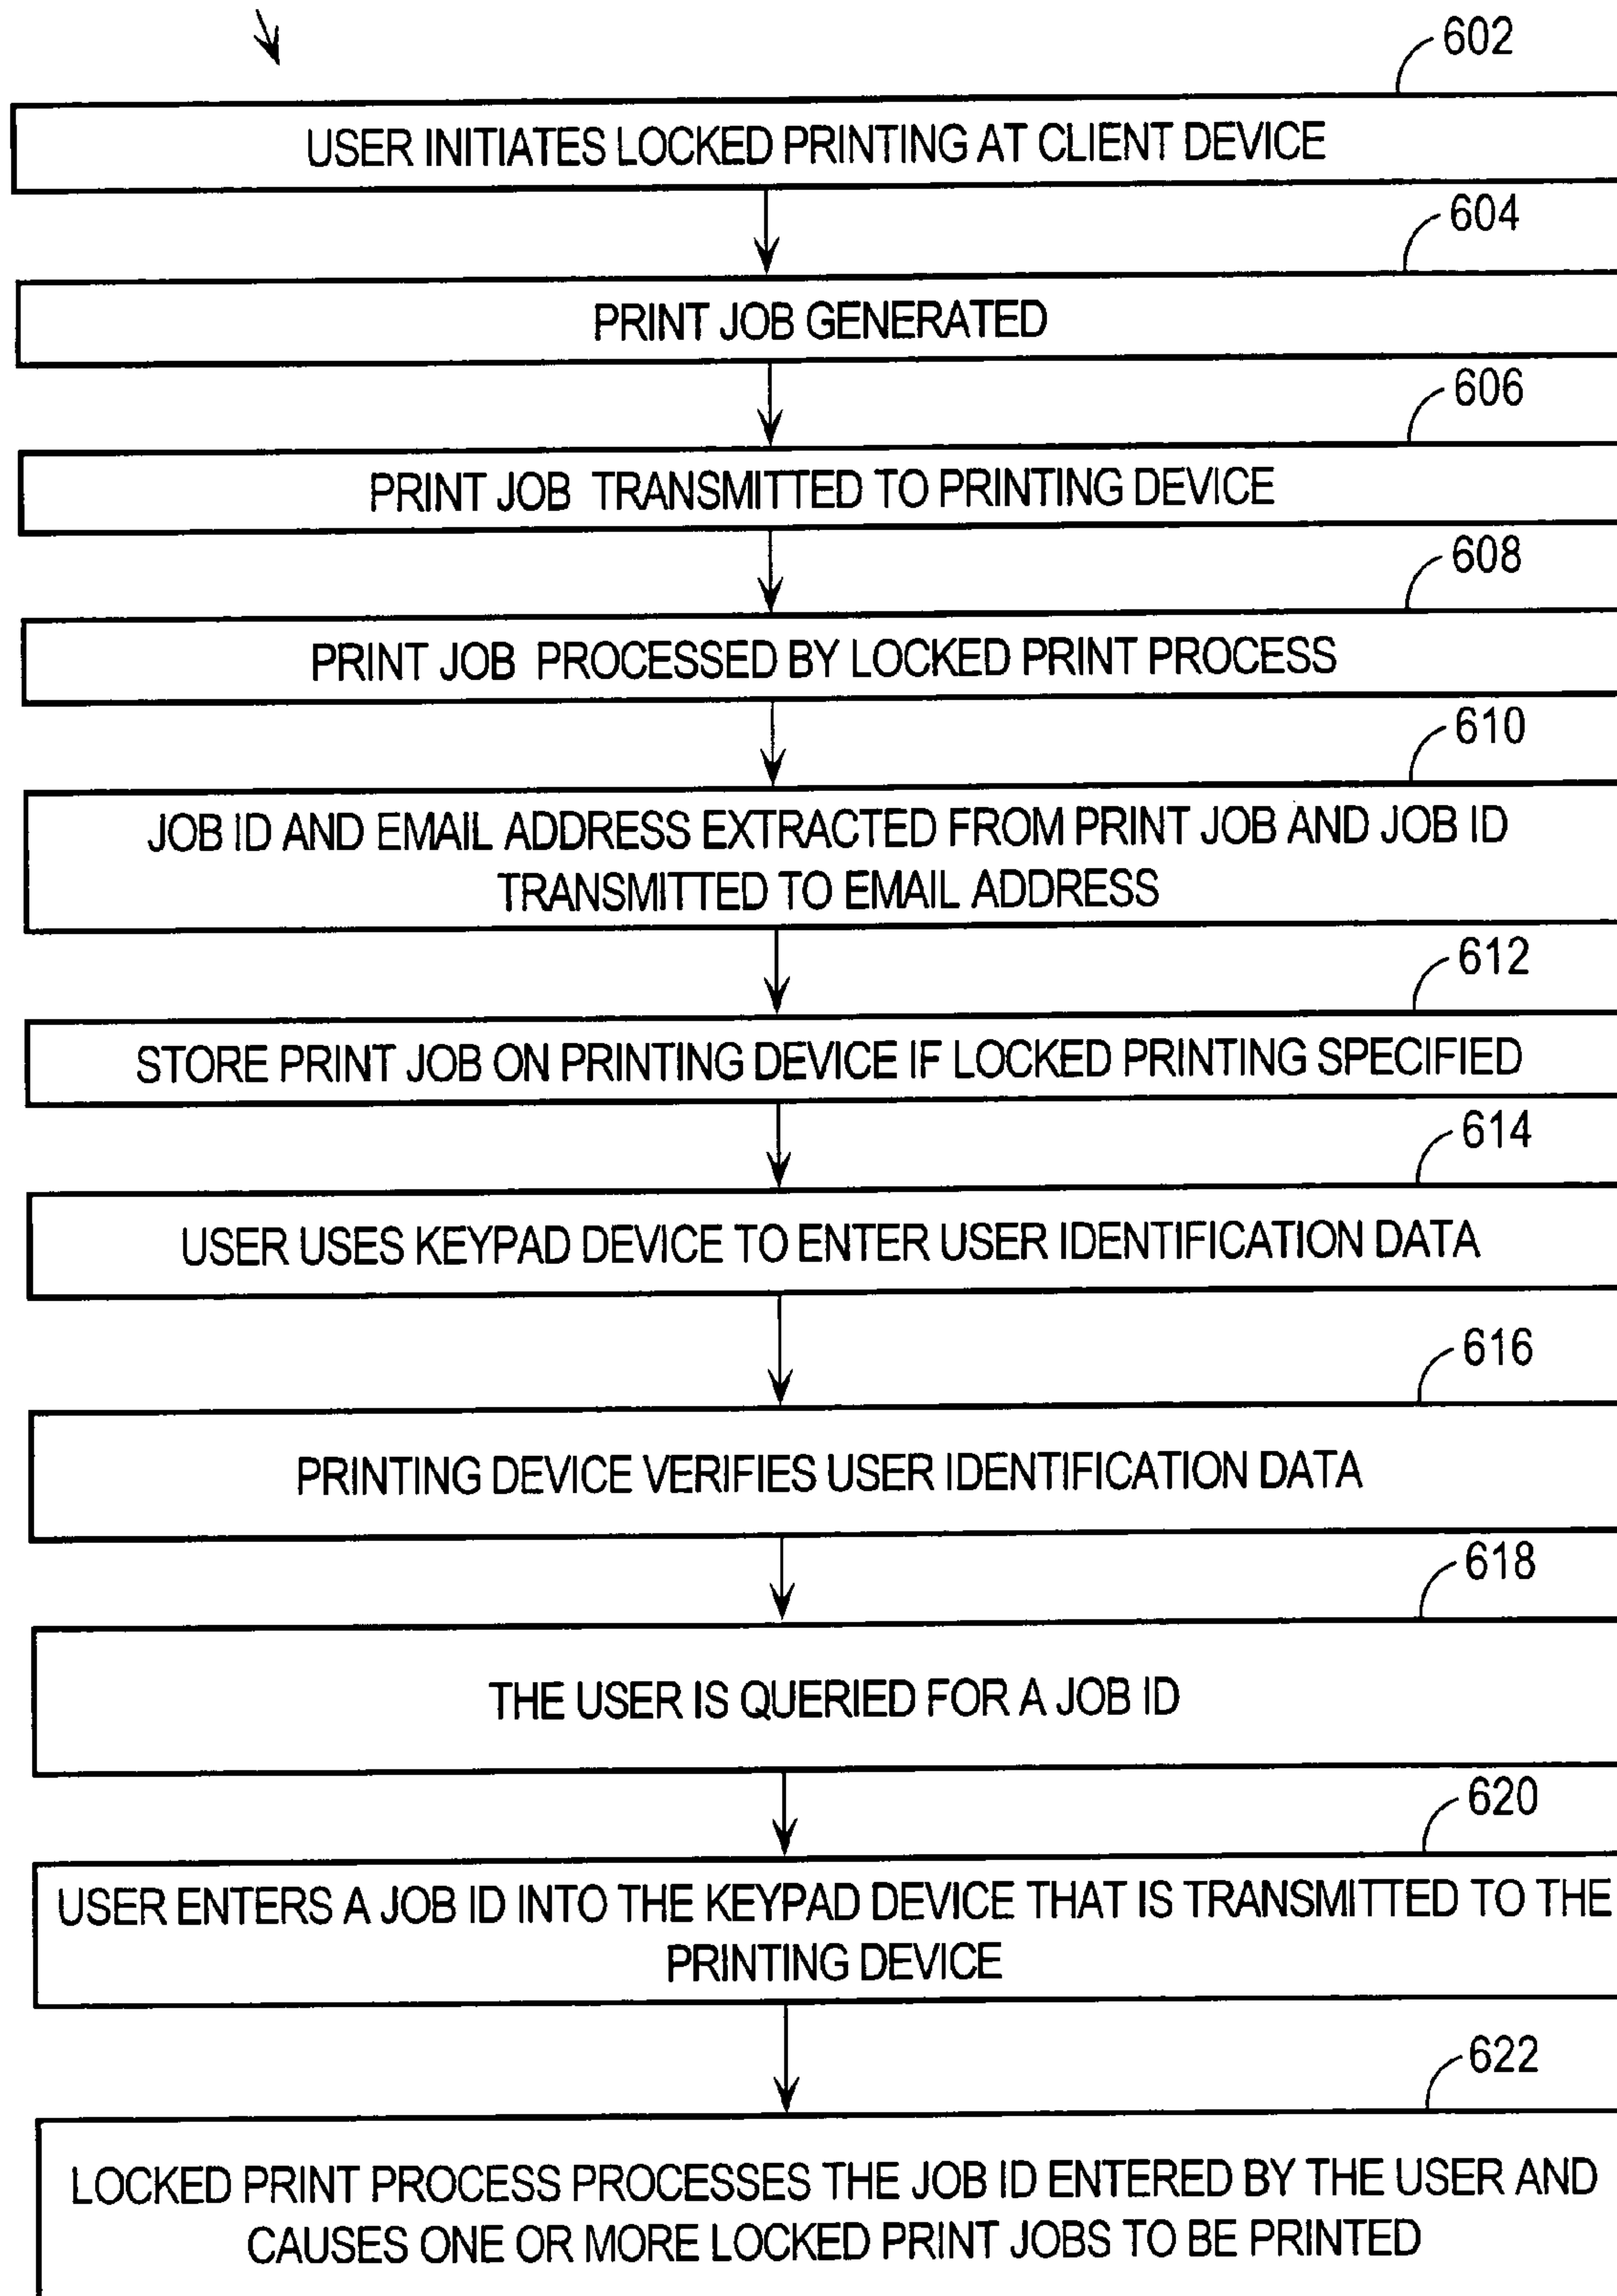 602
USER INITIATES LOCKED PRINTING AT CLIENT DEVICE
604
PRINT JOB GENERATED
606
PRINT JOB TRANSMITTED TO PRINTING DEVICE
608
PRINT JOB PROCESSED BY LOCKED PRINT PROCESS
610
JOB ID AND EMAIL ADDRESS EXTRACTED FROM PRINT JOB AND JOB ID
TRANSMITTED TO EMAIL ADDRESS
612
STORE PRINT JOB ON PRINTING DEVICE IF LOCKED PRINTING SPECIFIED
614
USER USES KEYPAD DEVICE TO ENTER USER IDENTIFICATION DATA
616
PRINTING DEVICE VERIFIES USER IDENTIFICATION DATA
618
THE USER IS QUERIED FOR A JOB ID
620
USER ENTERS A JOB ID INTO THE KEYPAD DEVICE THAT IS TRANSMITTED TO THE
PRINTING DEVICE
622
LOCKED PRINT PROCESS PROCESSES THE JOB ID ENTERED BY THE USER AND
CAUSES ONE OR MORE LOCKED PRINT JOBS TO BE PRINTED